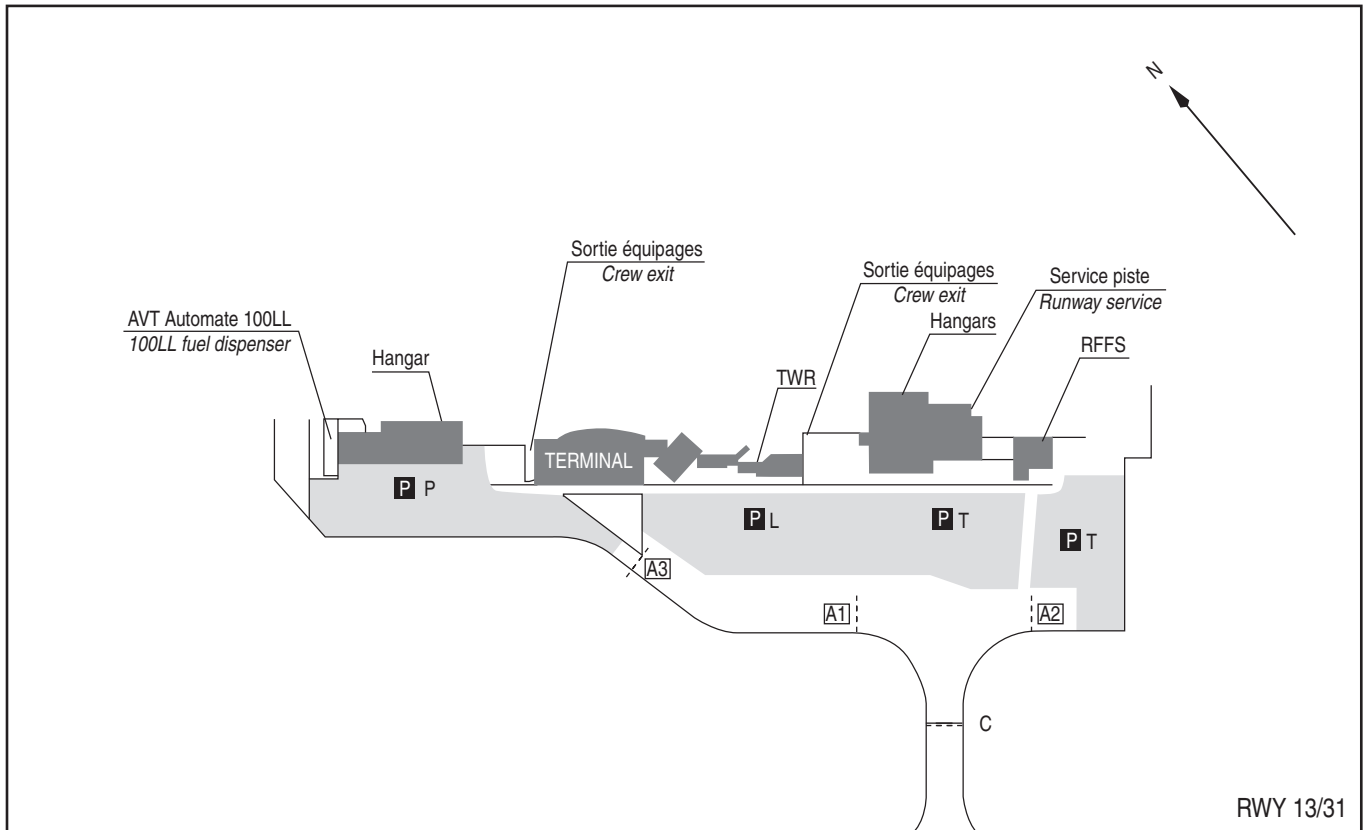 N
Sortie équipages
Crew exit
Sortie équipages
Crew exit
Service piste
Runway service
AVT Automate 100LL
100LL fuel dispenser
Hangars
Hangar
RFFS
TWR
TERMINAL
P P
P L
P T
P T
A3
A1
A2
C
RWY 13/31